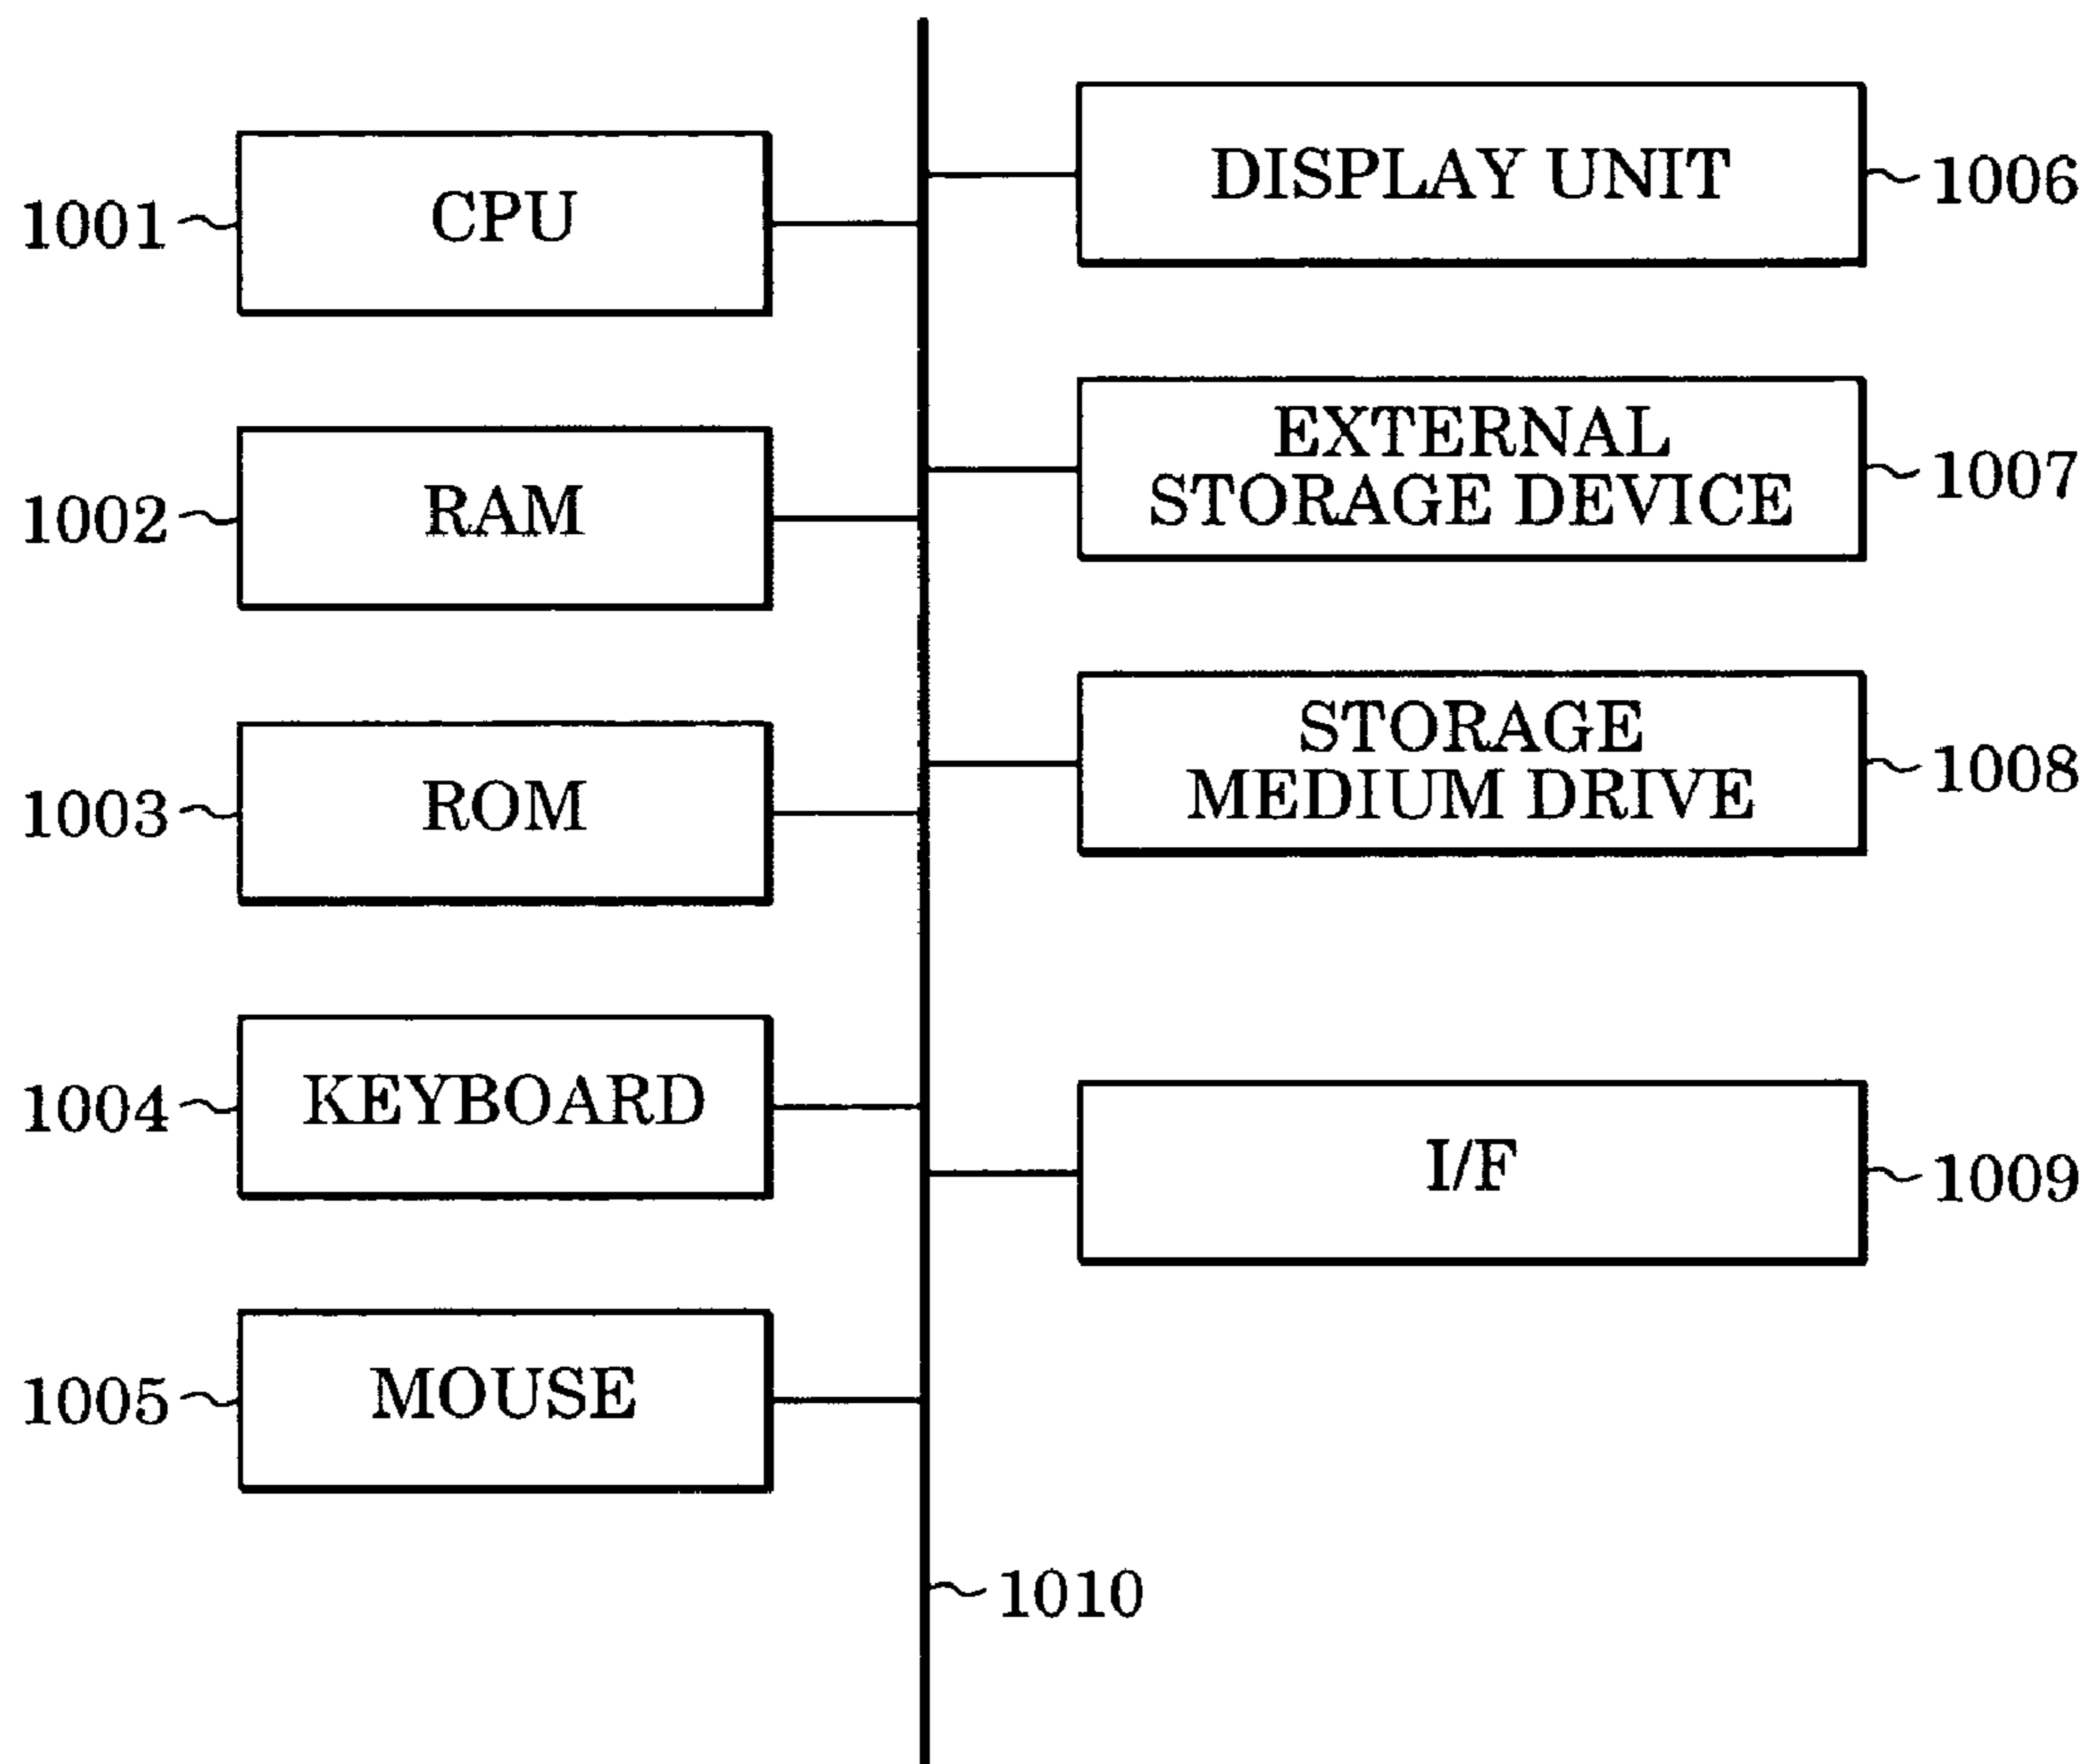 1001
CPU
1002
RAM
1003
ROM
1004
KEYBOARD
1005
MOUSE
DISPLAY UNIT
1006
EXTERNAL
STORAGE DEVICE
1007
STORAGE
MEDIUM DRIVE
1008
I/F
1009
1010